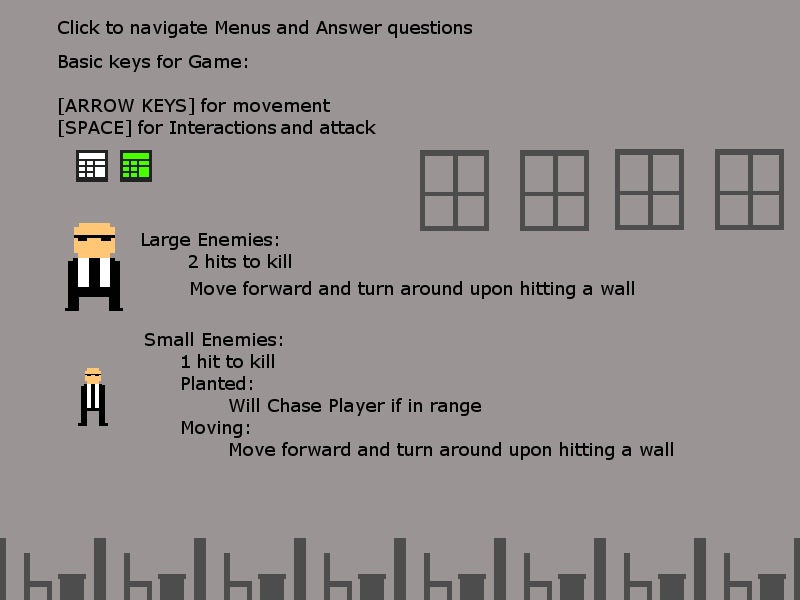 Click to navigate Menus and Answer questions
Basic keys for Game:
[ARROW KEYS] for movement
[SPACE] for Interactions and attack
Large Enemies:
2 hits to kill
Move forward and turn around upon hitting a wall
Small Enemies:
1 hit to kill
Planted:
Will Chase Player if in range
Moving:
Move forward and turn around upon hitting a wall